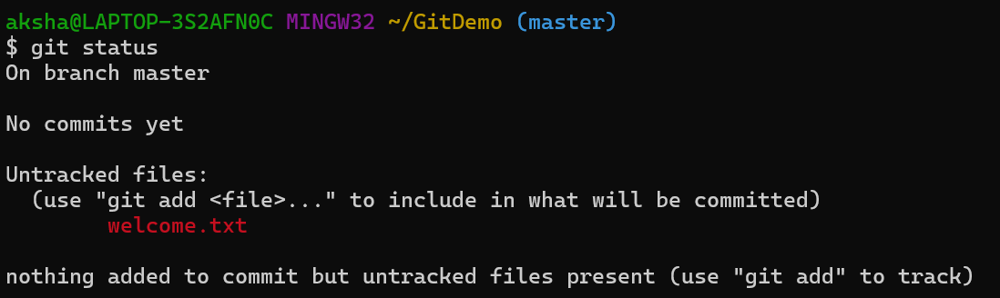 aksha@LAPTOP-3S2AFN0C MINGW32 ~/GitDemo (master)
$ git status
On branch master

No commits yet

Untracked files:
  (use "git add <file>..." to include in what will be committed)
        welcome.txt

nothing added to commit but untracked files present (use "git add" to track)